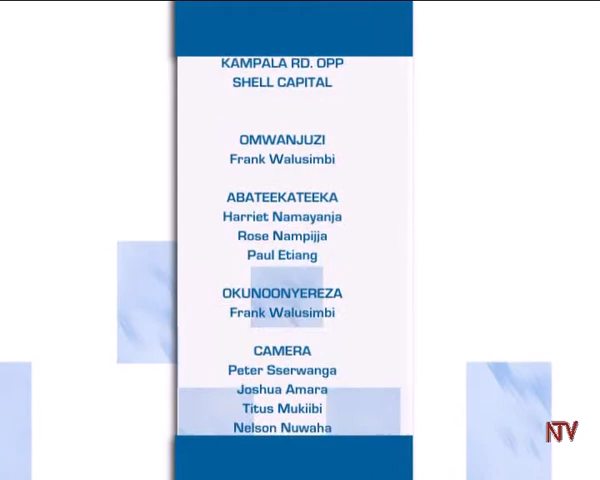 KAMPALA RD. OPP
SHELL CAPITAL
OMWANJUZI
Frank Walusimbi
ABATEEKATEEKA
Harriet Namayanja
Rose Nampijja
Paul Etiang
OKUNOONYEREZA
Frank Walusimbi
CAMERA
Peter Sserwanga
Joshua Amara
Titus Mukiibi
Nelson Nuwaha
NTV